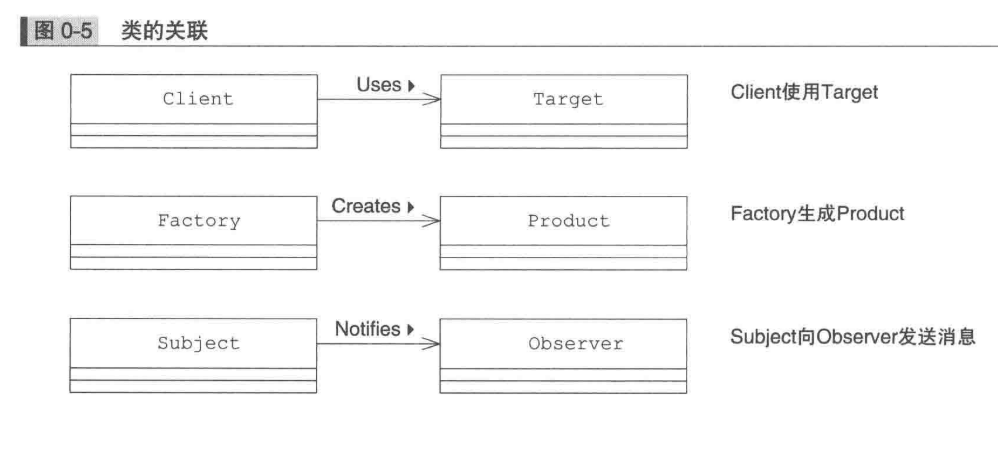 图 0-5 类的关联
Client Uses Target Client使用Target
Factory Creates Product Factory生成Product
Subject Notifies Observer Subject向Observer发送消息